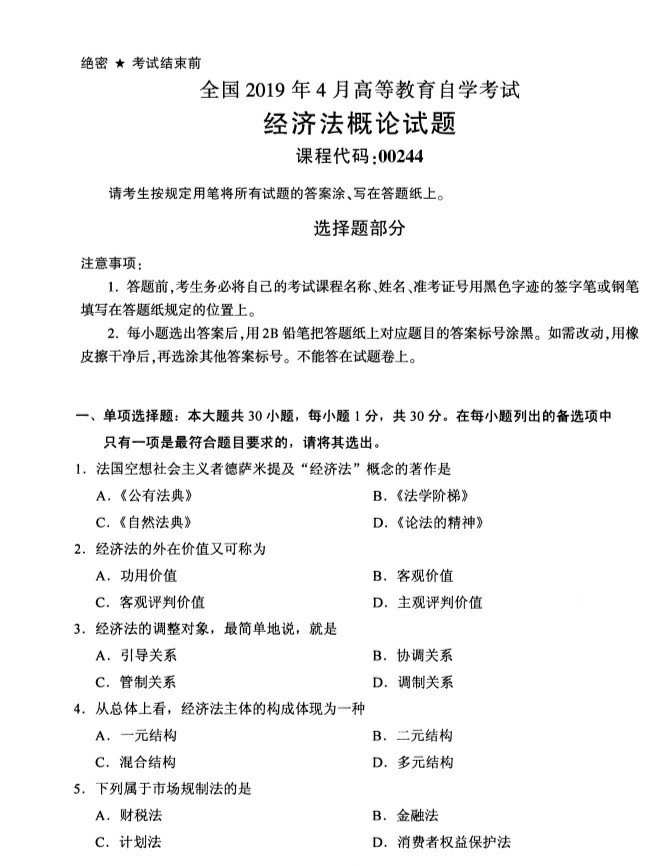 绝密 ★ 考试结束前
全国 2019 年 4 月高等教育自学考试
经济法概论试题
课程代码:00244
请考生按规定用笔将所有试题的答案涂、写在答题纸上。
选择题部分
注意事项:
1. 答题前,考生务必将自己的考试课程名称、姓名、准考证号用黑色字迹的签字笔或钢笔
填写在答题纸规定的位置上。
2. 每小题选出答案后,用 2B 铅笔把答题纸上对应题目的答案标号涂黑。如需改动,用橡
皮擦干净后,再选涂其他答案标号。不能答在试题卷上。
一、单项选择题：本大题共 30 小题，每小题 1 分，共 30 分。在每小题列出的备选项中
只有一项是最符合题目要求的，请将其选出。
1. 法国空想社会主义者德萨米提及“经济法”概念的著作是
A.《公有法典》 B.《法学阶梯》
C.《自然法典》 D.《论法的精神》
2. 经济法的外在价值又可称为
A. 功用价值 B. 客观价值
C. 客观评判价值 D. 主观评判价值
3. 经济法的调整对象，最简单地说，就是
A. 引导关系 B. 协调关系
C. 管制关系 D. 调制关系
4. 从总体上看，经济法主体的构成体现为一种
A. 一元结构 B. 二元结构
C. 混合结构 D. 多元结构
5. 下列属于市场规制法的是
A. 财税法 B. 金融法
C. 计划法 D. 消费者权益保护法